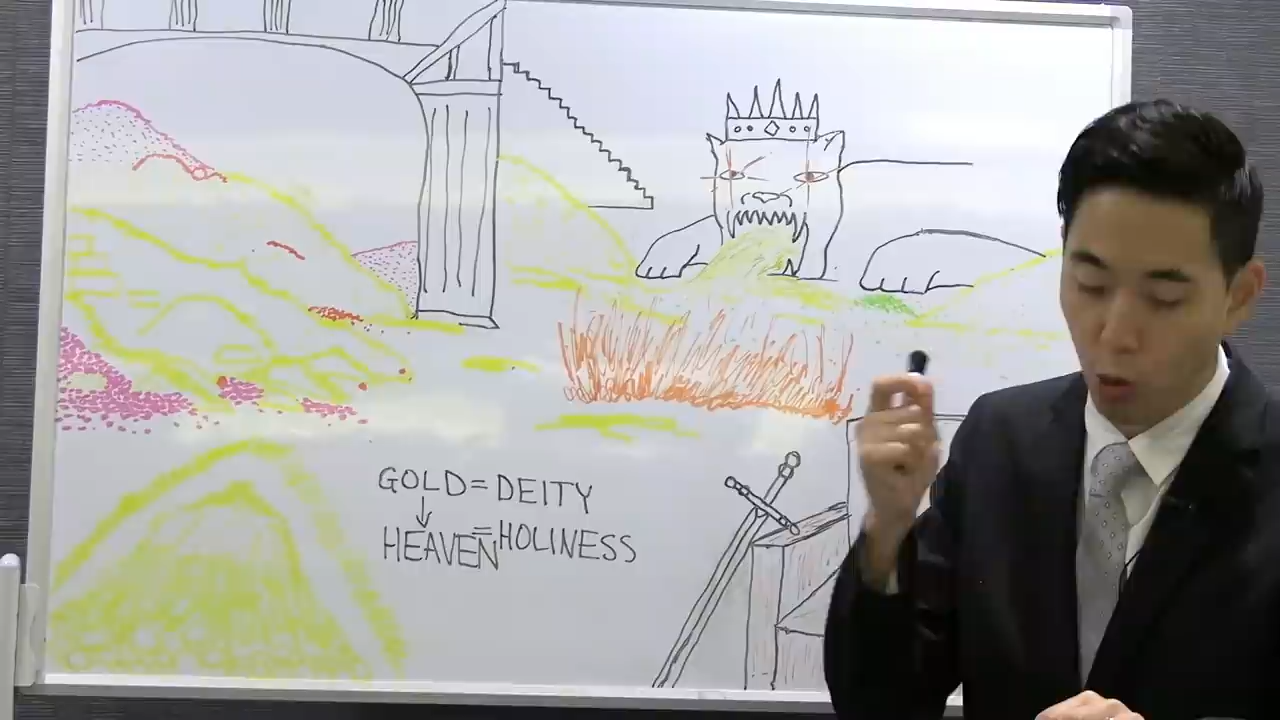 GOLD = DEITY
↓
HEAVEN = HOLINESS